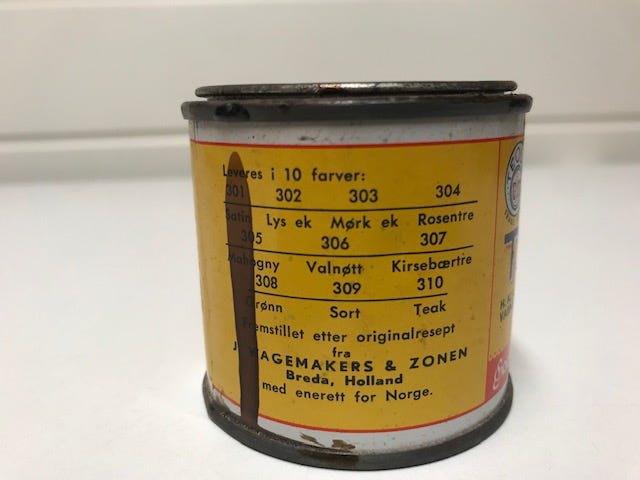 Leveres i 10 farver:
301 302 303 304
Satin Lys ek Mørk ek Rosentre
305 306 307
Mahogny Valnøtt Kirsebærtre
308 309 310
Grønn Sort Teak
Fremstillet etter originalresept
fra
J. WAGEMAKERS & ZONEN
Breda, Holland
med enerett for Norge.